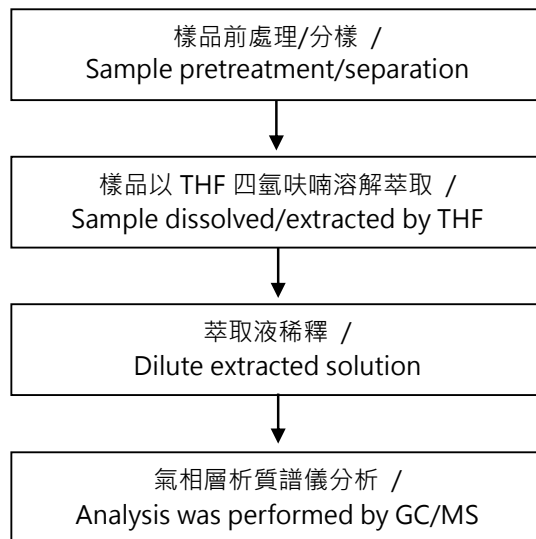 樣品前處理/分樣 /
Sample pretreatment/separation
樣品以 THF 四氫呋喃溶解萃取 /
Sample dissolved/extracted by THF
萃取液稀釋 /
Dilute extracted solution
氣相層析質譜儀分析 /
Analysis was performed by GC/MS